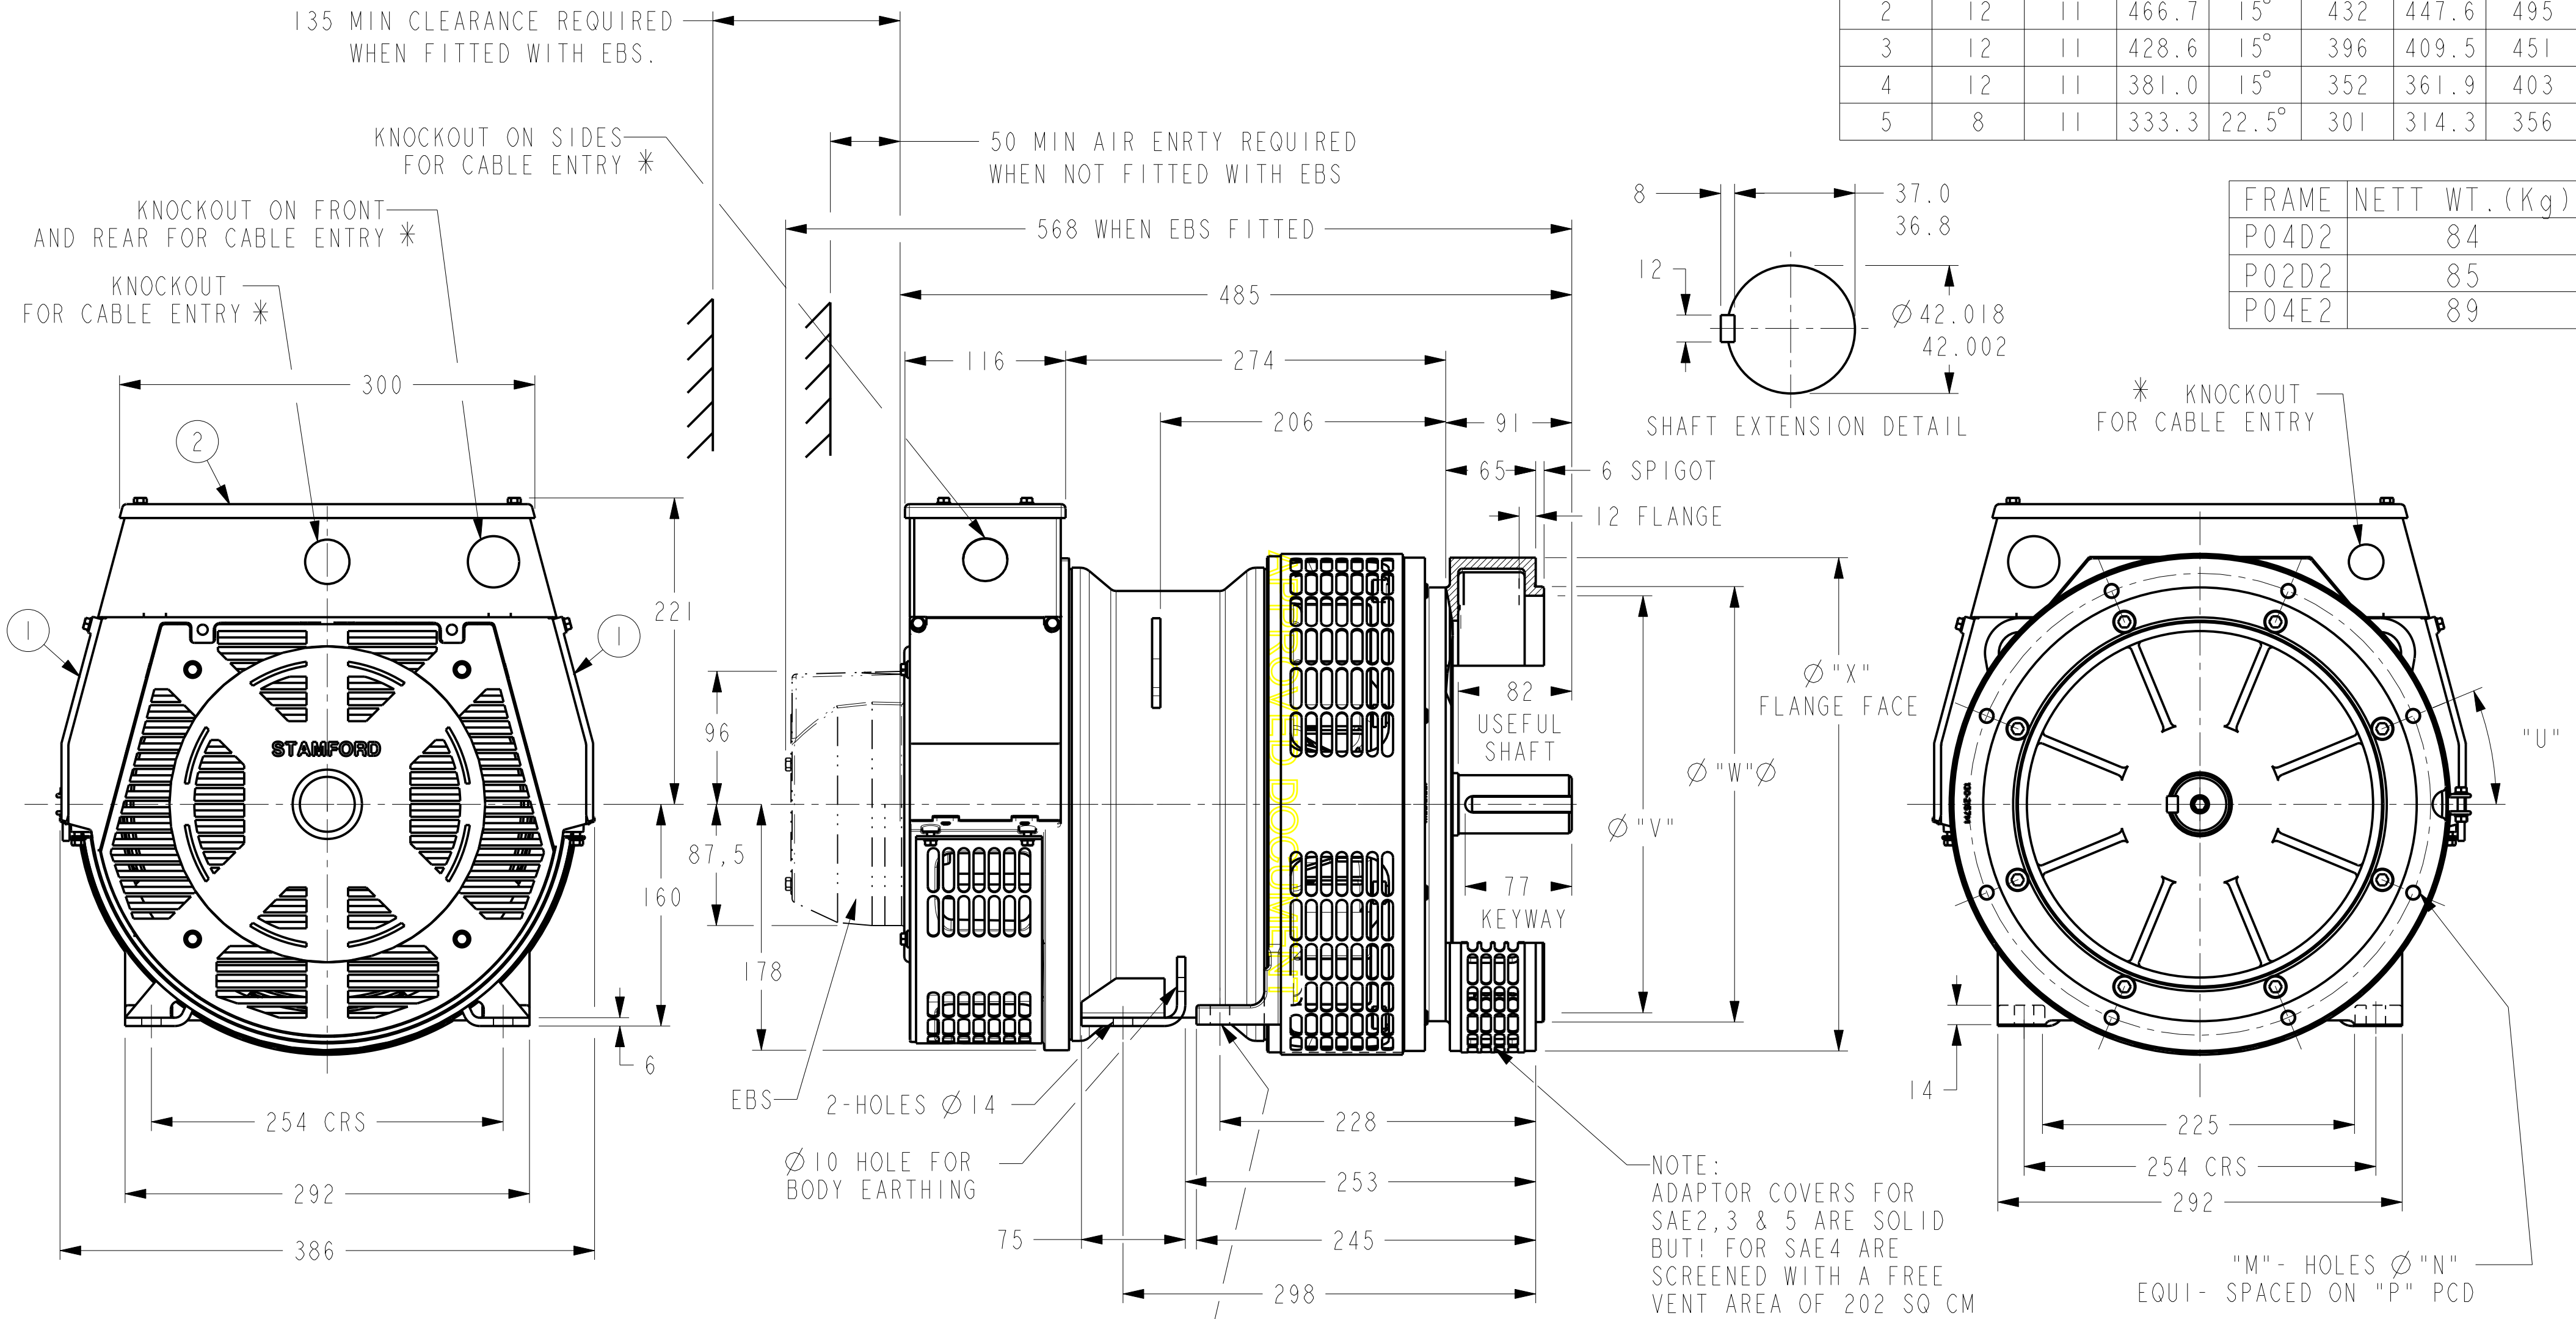 135 MIN CLEARANCE REQUIRED
WHEN FITTED WITH EBS.
2 12 11 466.7 15° 432 447.6 495
3 12 11 428.6 15° 396 409.5 451
4 12 11 381.0 15° 352 361.9 403
5 8 11 333.3 22.5° 301 314.3 356
KNOCKOUT ON SIDES
FOR CABLE ENTRY *
50 MIN AIR ENRTY REQUIRED
WHEN NOT FITTED WITH EBS
KNOCKOUT ON FRONT
AND REAR FOR CABLE ENTRY *
KNOCKOUT
FOR CABLE ENTRY *
568 WHEN EBS FITTED
485
116
274
206
91
65
6 SPIGOT
12 FLANGE
8
37.0
36.8
12
Ø42.018
42.002
SHAFT EXTENSION DETAIL
FRAME NETT WT.(Kg)
P04D2 84
P02D2 85
P04E2 89
* KNOCKOUT
FOR CABLE ENTRY
300
2
1
1
221
STAMFORD
160
6
254 CRS
292
386
96
87,5
178
EBS
2-HOLES Ø14
Ø10 HOLE FOR
BODY EARTHING
APPROVED DOCUMENT
82
USEFUL
SHAFT
77
KEYWAY
Ø"V"
Ø"W"Ø
Ø"X"
FLANGE FACE
228
253
75
245
298
NOTE:
ADAPTOR COVERS FOR
SAE2,3 & 5 ARE SOLID
BUT! FOR SAE4 ARE
SCREENED WITH A FREE
VENT AREA OF 202 SQ CM
"U"
14
225
254 CRS
292
"M"- HOLES Ø"N"
EQUI- SPACED ON "P" PCD